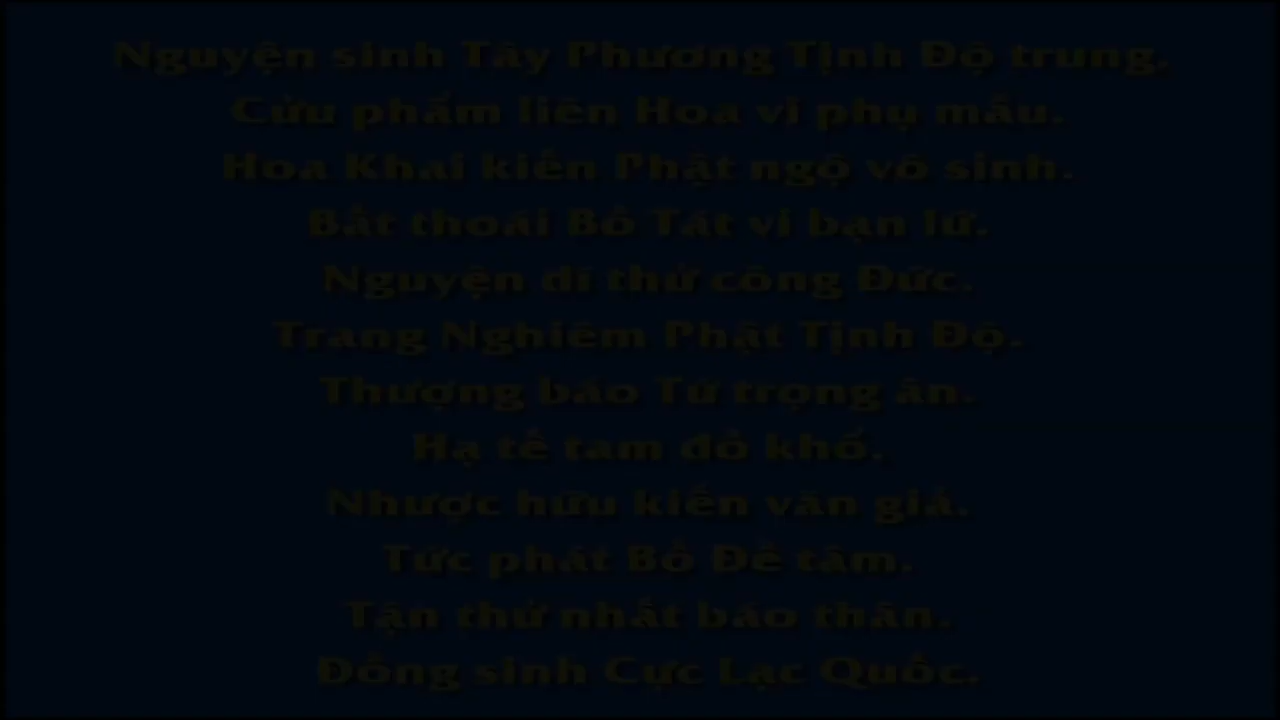 Nguyện sinh Tây Phương Tịnh Độ trung.
Cửu phẩm liên Hoa vi phụ mẫu.
Hoa Khai kiến Phật ngộ vô sinh.
Bất thoái Bồ Tát vi bạn lữ.
Nguyện dĩ thử công Đức.
Trang Nghiêm Phật Tịnh Độ.
Thượng báo Tứ trọng ân.
Hạ tế tam đồ khổ.
Nhược hữu kiến văn giả.
Tức phát Bồ Đề tâm.
Tận thử nhất báo thân.
Đồng sinh Cực Lạc Quốc.